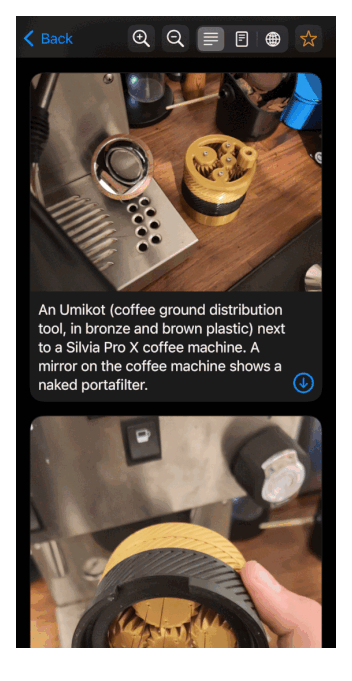 Back
An Umikot (coffee ground distribution
tool, in bronze and brown plastic) next
to a Silvia Pro X coffee machine. A
mirror on the coffee machine shows a
naked portafilter.